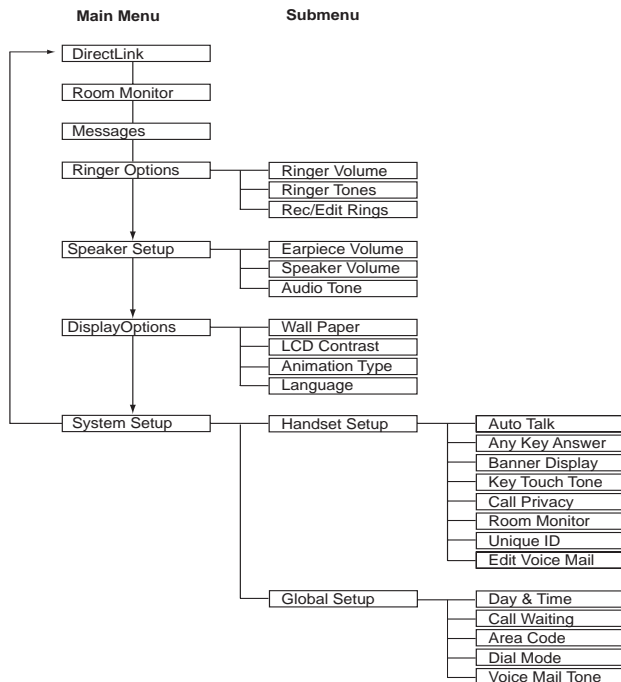 Main Menu Submenu
DirectLink
Room Monitor
Messages
Ringer Options Ringer Volume
Ringer Tones
Rec/Edit Rings
Speaker Setup Earpiece Volume
Speaker Volume
Audio Tone
DisplayOptions Wall Paper
LCD Contrast
Animation Type
Language
System Setup Handset Setup Auto Talk
Any Key Answer
Banner Display
Key Touch Tone
Call Privacy
Room Monitor
Unique ID
Edit Voice Mail
Global Setup Day & Time
Call Waiting
Area Code
Dial Mode
Voice Mail Tone